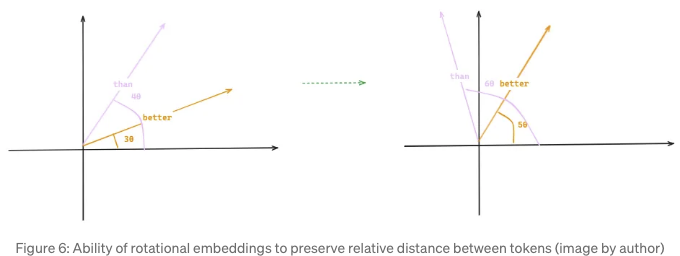 than
40
better
30
than
60 better
50
Figure 6: Ability of rotational embeddings to preserve relative distance between tokens (image by author)